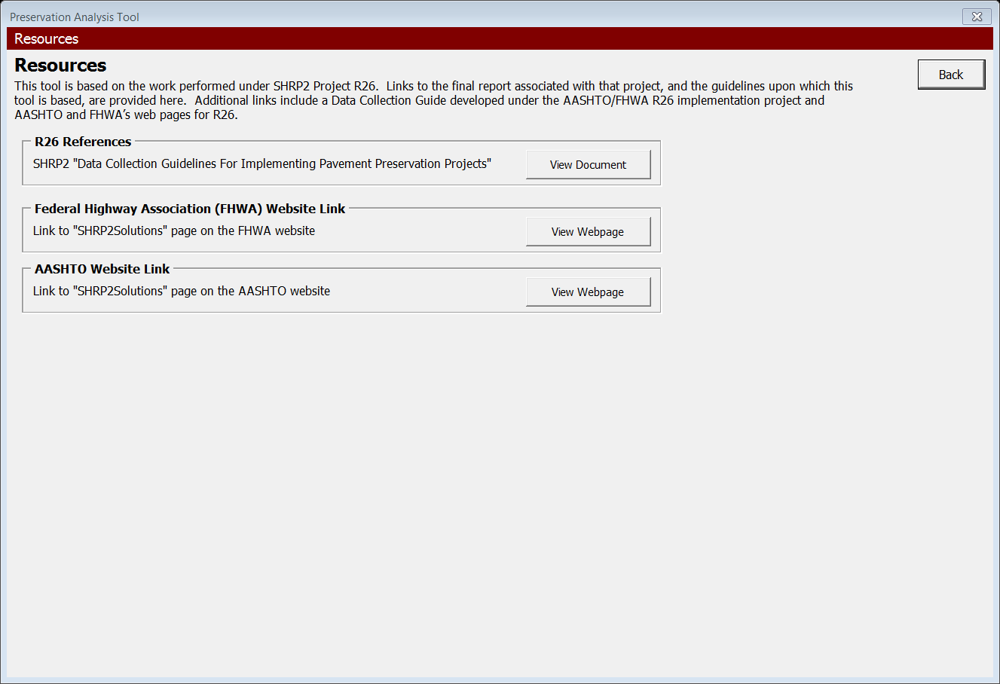 Preservation Analysis Tool
Resources
Resources
Back
This tool is based on the work performed under SHRP2 Project R26.  Links to the final report associated with that project, and the guidelines upon which this
tool is based, are provided here.  Additional links include a Data Collection Guide developed under the AASHTO/FHWA R26 implementation project and
AASHTO and FHWA’s web pages for R26.
R26 References
SHRP2 "Data Collection Guidelines For Implementing Pavement Preservation Projects"
View Document
Federal Highway Association (FHWA) Website Link
Link to "SHRP2Solutions" page on the FHWA website
View Webpage
AASHTO Website Link
Link to "SHRP2Solutions" page on the AASHTO website
View Webpage